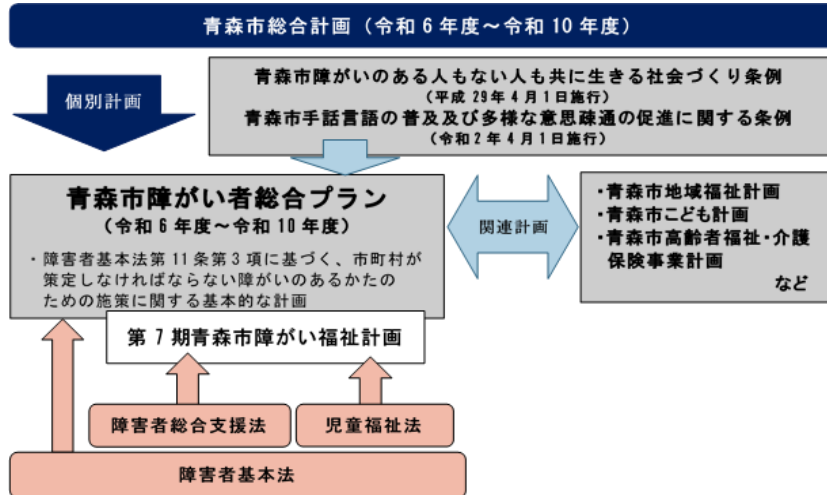 青森市総合計画（令和６年度～令和10年度）
個別計画
青森市障がいのある人もない人も共に生きる社会づくり条例
（平成29年４月１日施行）
青森市手話言語の普及及び多様な意思疎通の促進に関する条例
（令和２年４月１日施行）
青森市障がい者総合プラン
（令和６年度～令和10年度）
・障害者基本法第11条第３項に基づく、市町村が
策定しなければならない障がいのあるかたの
ための施策に関する基本的な計画
関連計画
・青森市地域福祉計画
・青森市こども計画
・青森市高齢者福祉・介護
保険事業計画
など
第７期青森市障がい福祉計画
障害者総合支援法
児童福祉法
障害者基本法